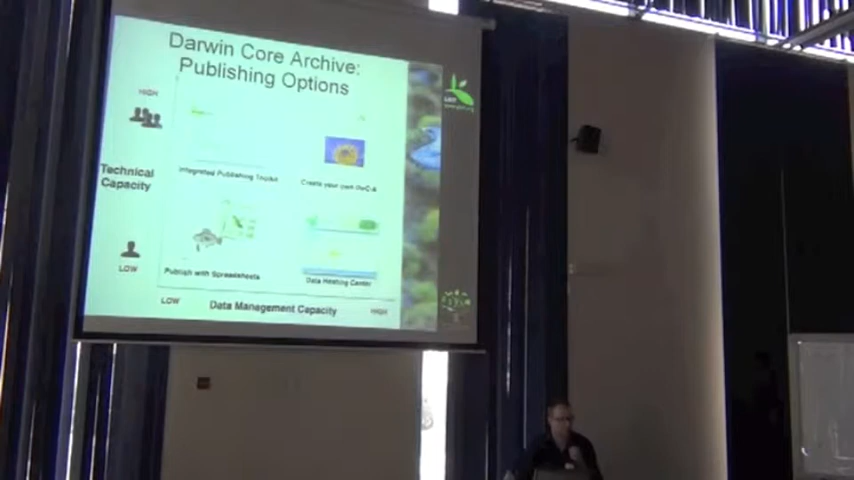 Darwin Core Archive:
Publishing Options
HIGH
Technical
Capacity
Integrated Publishing Toolkit
Create your own DwC-A
LOW
Publish with Spreadsheets
Data Hosting Center
LOW
Data Management Capacity
HIGH